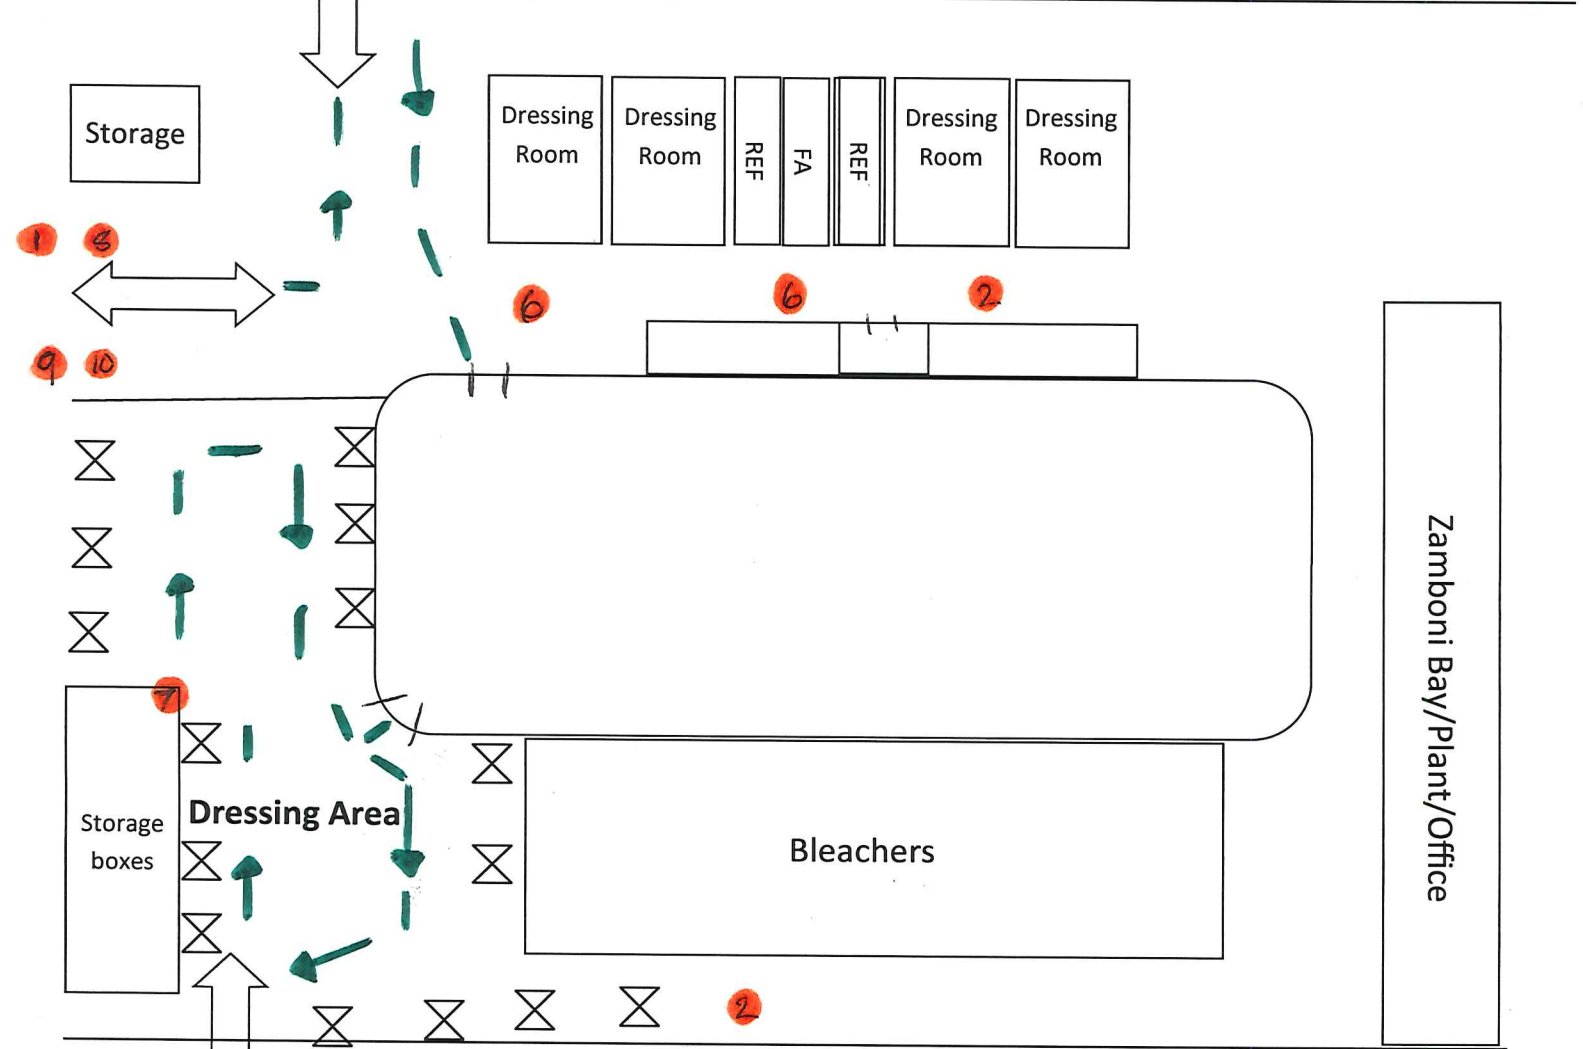 Storage
Dressing
Room
Dressing
Room
REF
FA
REF
Dressing
Room
Dressing
Room
1 8
6
6
2
9 10
7
Storage
boxes
Dressing Area
Bleachers
2
Zamboni Bay/Plant/Office